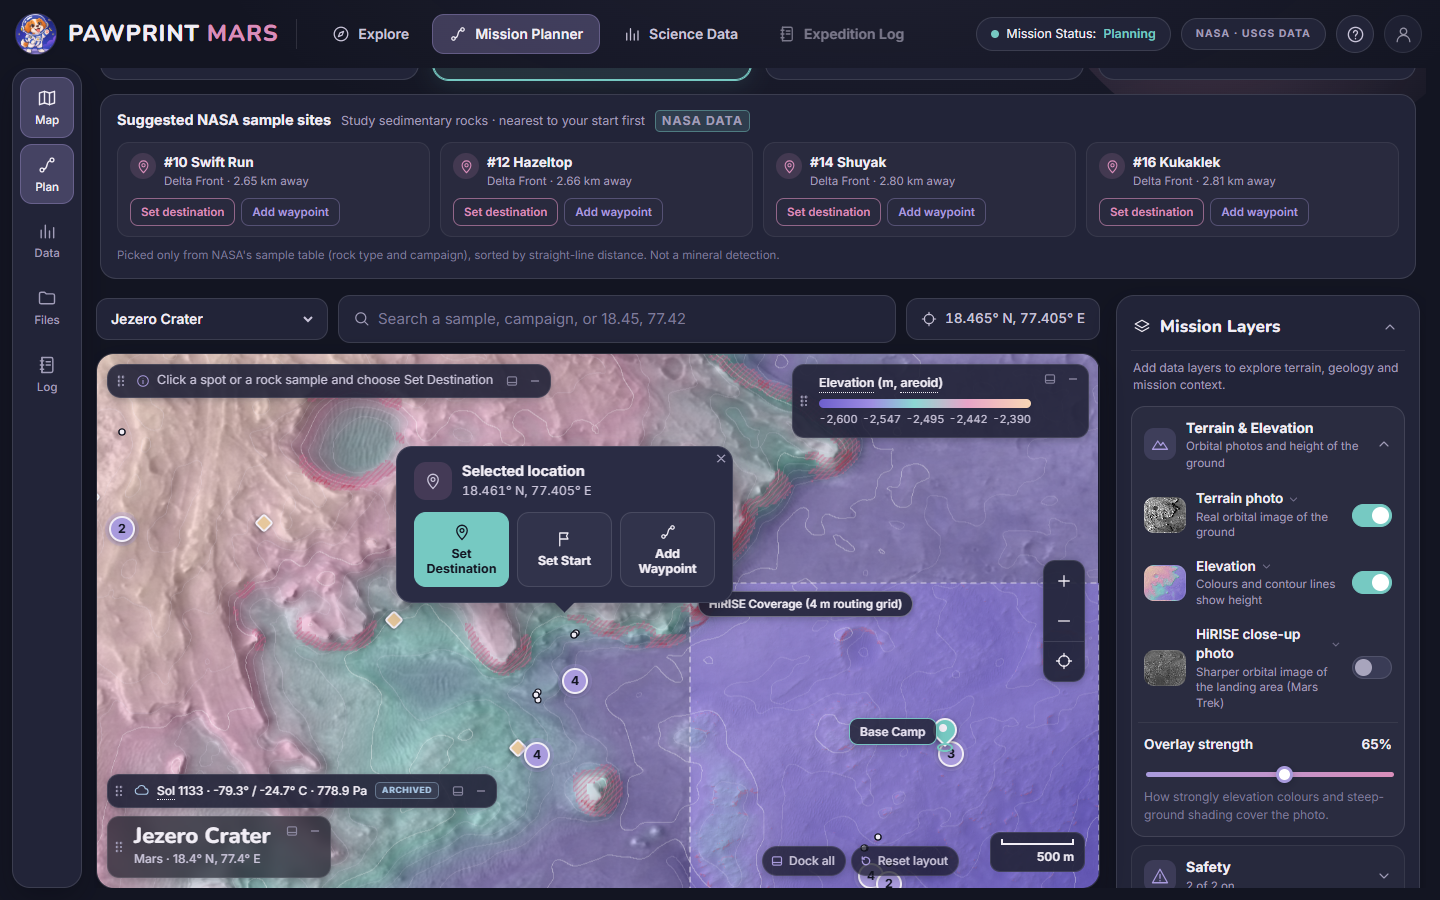 PAWPRINT MARS
Explore
Mission Planner
Science Data
Expedition Log
Mission Status: Planning
NASA · USGS DATA
Map
Plan
Data
Files
Log
Suggested NASA sample sites
Study sedimentary rocks · nearest to your start first
NASA DATA
#10 Swift Run
Delta Front · 2.65 km away
Set destination
Add waypoint
#12 Hazeltop
Delta Front · 2.66 km away
Set destination
Add waypoint
#14 Shuyak
Delta Front · 2.80 km away
Set destination
Add waypoint
#16 Kukaklek
Delta Front · 2.81 km away
Set destination
Add waypoint
Picked only from NASA's sample table (rock type and campaign), sorted by straight-line distance. Not a mineral detection.
Jezero Crater
Search a sample, campaign, or 18.45, 77.42
18.465° N, 77.405° E
Click a spot or a rock sample and choose Set Destination
Elevation (m, areoid)
-2,600 -2,547 -2,495 -2,442 -2,390
Selected location
18.461° N, 77.405° E
Set
Destination
Set Start
Add
Waypoint
2
HiRISE Coverage (4 m routing grid)
4
4
Base Camp
3
Sol 1133 · -79.3° / -24.7° C · 778.9 Pa
ARCHIVED
Jezero Crater
Mars · 18.4° N, 77.4° E
Dock all
Reset layout
4
2
500 m
Mission Layers
Add data layers to explore terrain, geology and
mission context.
Terrain & Elevation
Orbital photos and height of the
ground
Terrain photo
Real orbital image of the
ground
Elevation
Colours and contour lines
show height
HiRISE close-up
photo
Sharper orbital image of
the landing area (Mars
Trek)
Overlay strength
65%
How strongly elevation colours and steep-
ground shading cover the photo.
Safety
2 of 2 on